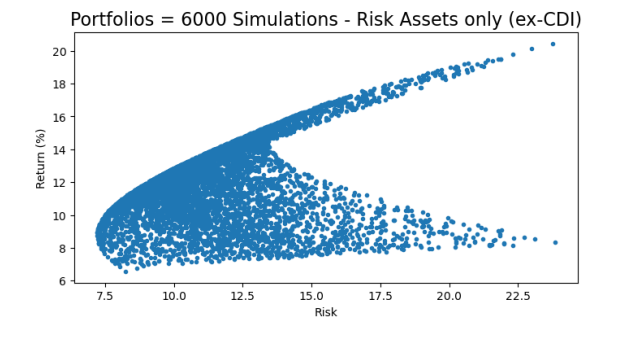 Portfolios = 6000 Simulations - Risk Assets only (ex-CDI)
20
18
16
14
12
10
8
6
Return (%)
7.5 10.0 12.5 15.0 17.5 20.0 22.5
Risk